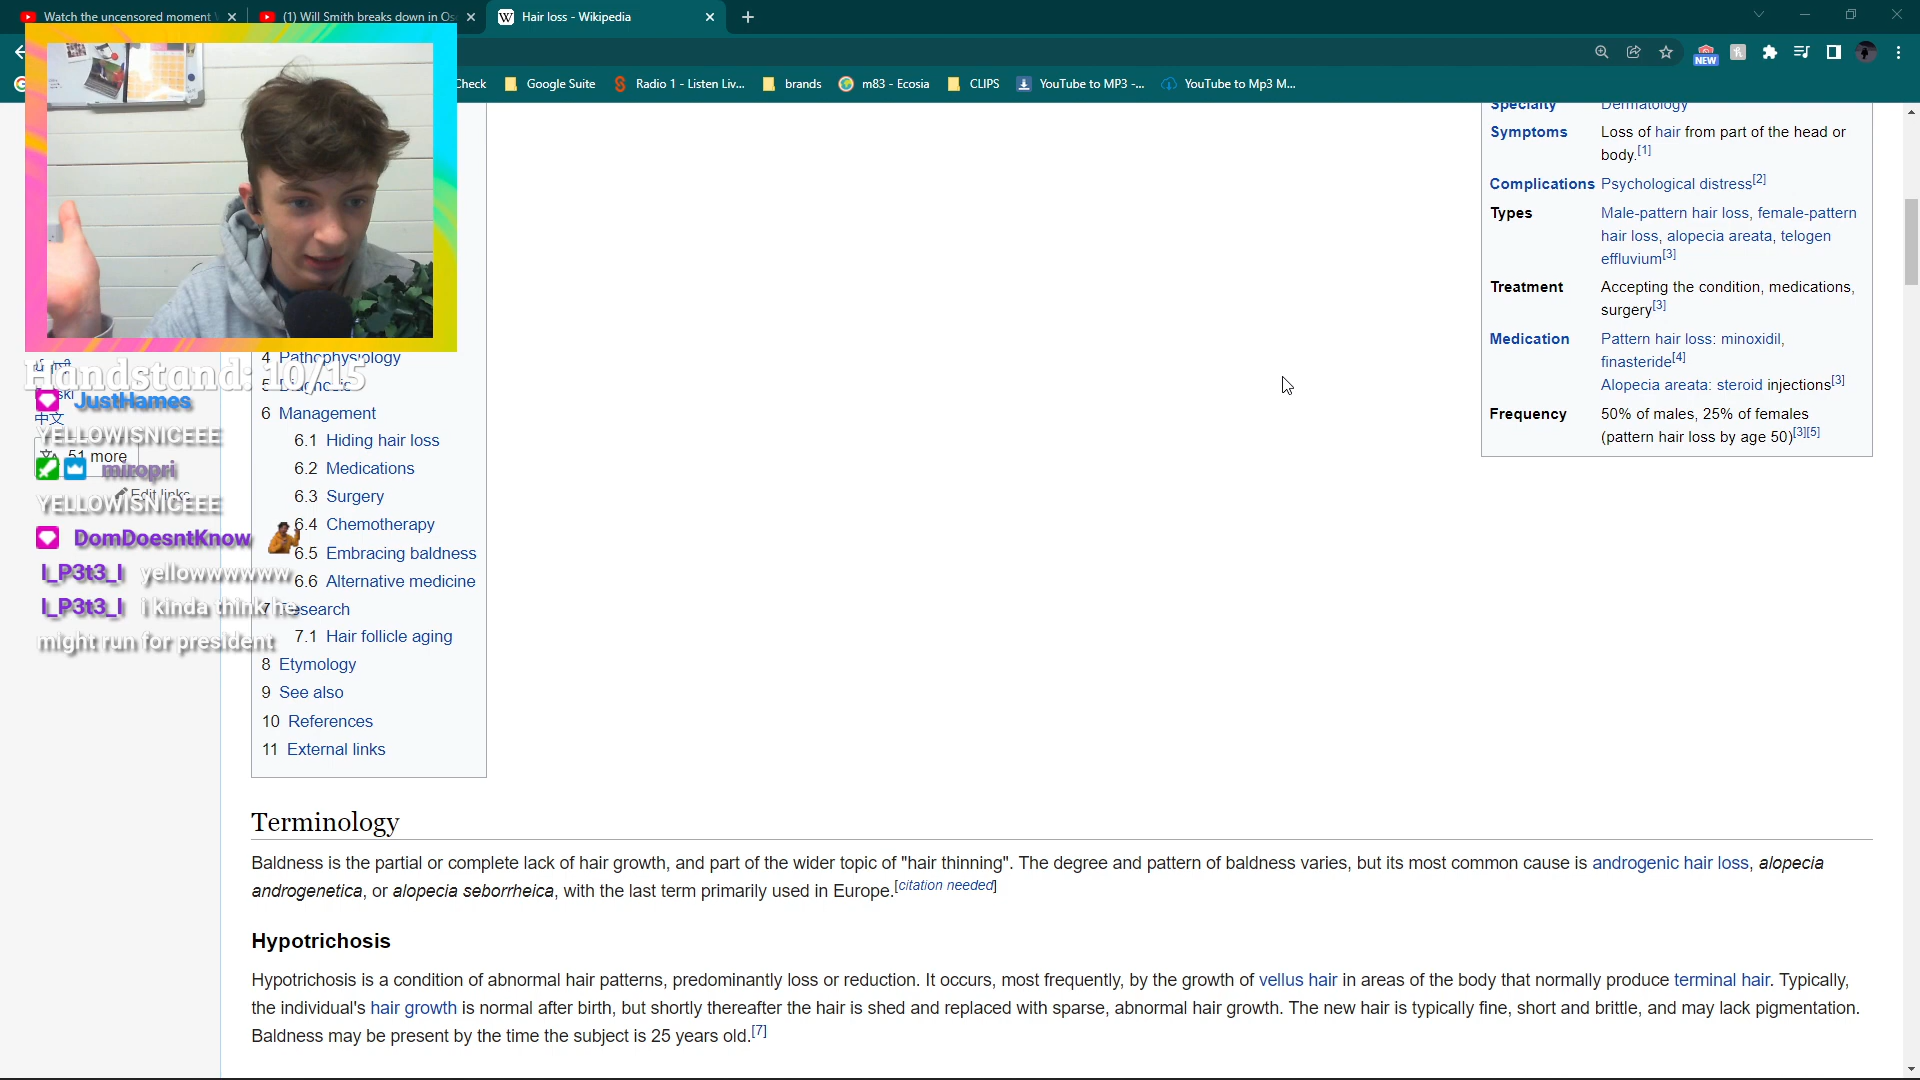 Watch the uncensored moment
(1) Will Smith breaks down in Os
Hair loss - Wikipedia
NEW
Check
Google Suite
Radio 1 - Listen Liv...
brands
m83 - Ecosia
CLIPS
YouTube to MP3 -...
YouTube to Mp3 M...
Specialty Dermatology
Symptoms Loss of hair from part of the head or
body.[1]
Complications Psychological distress[2]
Types Male-pattern hair loss, female-pattern
hair loss, alopecia areata, telogen
effluvium[3]
Treatment Accepting the condition, medications,
surgery[3]
Medication Pattern hair loss: minoxidil,
finasteride[4]
Alopecia areata: steroid injections[3]
Frequency 50% of males, 25% of females
(pattern hair loss by age 50)[3][5]
Handstand: 10/15
JustHames
中文
YELLOWISNICEEE
51 more
miropri
Edit links
YELLOWISNICEEE
DomDoesntKnow
I_P3t3_I yellowwwwww
I_P3t3_I i kinda think he
might run for president
4 Pathophysiology
5 Diagnosis
6 Management
6.1 Hiding hair loss
6.2 Medications
6.3 Surgery
6.4 Chemotherapy
6.5 Embracing baldness
6.6 Alternative medicine
7 Research
7.1 Hair follicle aging
8 Etymology
9 See also
10 References
11 External links
Terminology
Baldness is the partial or complete lack of hair growth, and part of the wider topic of "hair thinning". The degree and pattern of baldness varies, but its most common cause is androgenic hair loss, alopecia
androgenetica, or alopecia seborrheica, with the last term primarily used in Europe.[citation needed]
Hypotrichosis
Hypotrichosis is a condition of abnormal hair patterns, predominantly loss or reduction. It occurs, most frequently, by the growth of vellus hair in areas of the body that normally produce terminal hair. Typically,
the individual's hair growth is normal after birth, but shortly thereafter the hair is shed and replaced with sparse, abnormal hair growth. The new hair is typically fine, short and brittle, and may lack pigmentation.
Baldness may be present by the time the subject is 25 years old.[7]